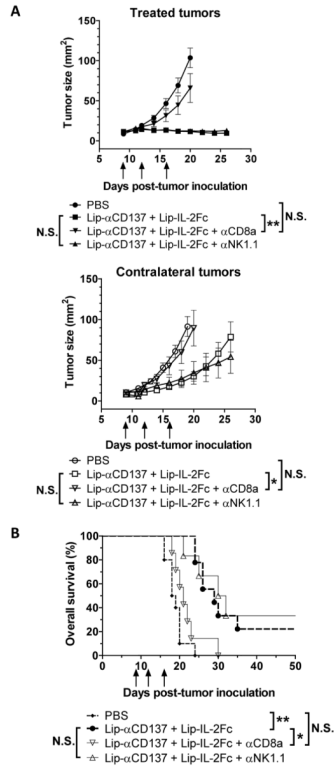 A
Treated tumors
Tumor size (mm²)
150
100
50
0
5 10 15 20 25 30
Days post-tumor inoculation
PBS
Lip-αCD137 + Lip-IL-2Fc
Lip-αCD137 + Lip-IL-2Fc + αCD8a
Lip-αCD137 + Lip-IL-2Fc + αNK1.1
N.S.
**
N.S.
Contralateral tumors
Tumor size (mm²)
150
100
50
0
5 10 15 20 25 30
Days post-tumor inoculation
PBS
Lip-αCD137 + Lip-IL-2Fc
Lip-αCD137 + Lip-IL-2Fc + αCD8a
Lip-αCD137 + Lip-IL-2Fc + αNK1.1
N.S.
*
N.S.
B
Overall survival (%)
100
80
60
40
20
0
0 10 20 30 40 50
Days post-tumor inoculation
PBS
Lip-αCD137 + Lip-IL-2Fc
Lip-αCD137 + Lip-IL-2Fc + αCD8a
Lip-αCD137 + Lip-IL-2Fc + αNK1.1
N.S.
**
*
N.S.